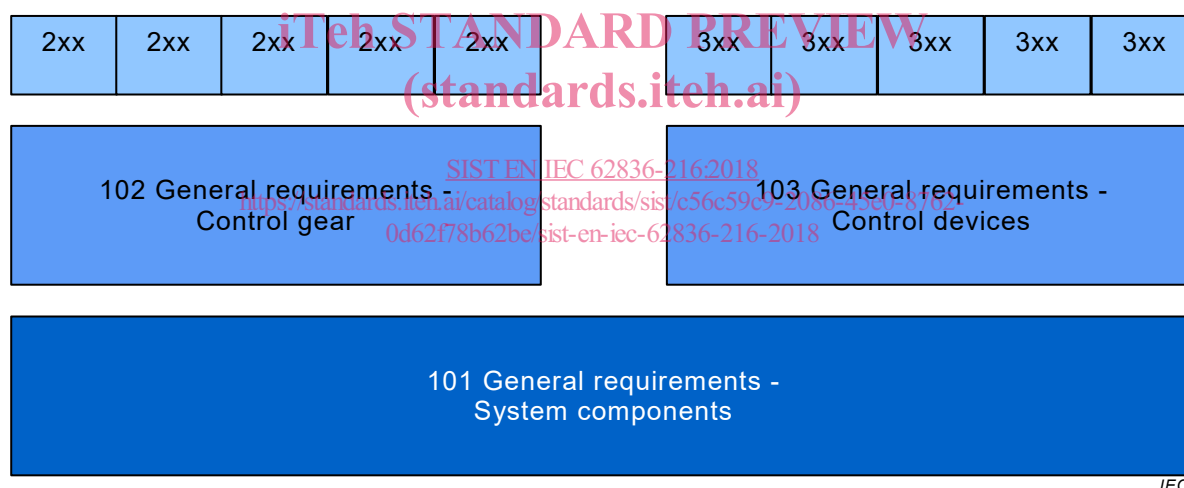 iTeh STANDARD PREVIEW
2xx 2xx 2xx 2xx 2xx 3xx 3xx 3xx 3xx 3xx
(standards.iteh.ai)
SIST EN IEC 62836-216:2018
102 General requirements -
Control gear
103 General requirements -
Control devices
https://standards.iteh.ai/catalog/standards/sist/c56c59c9-2086-45e0-8762-
0d62f78b62be/sist-en-iec-62836-216-2018
101 General requirements -
System components
IEC